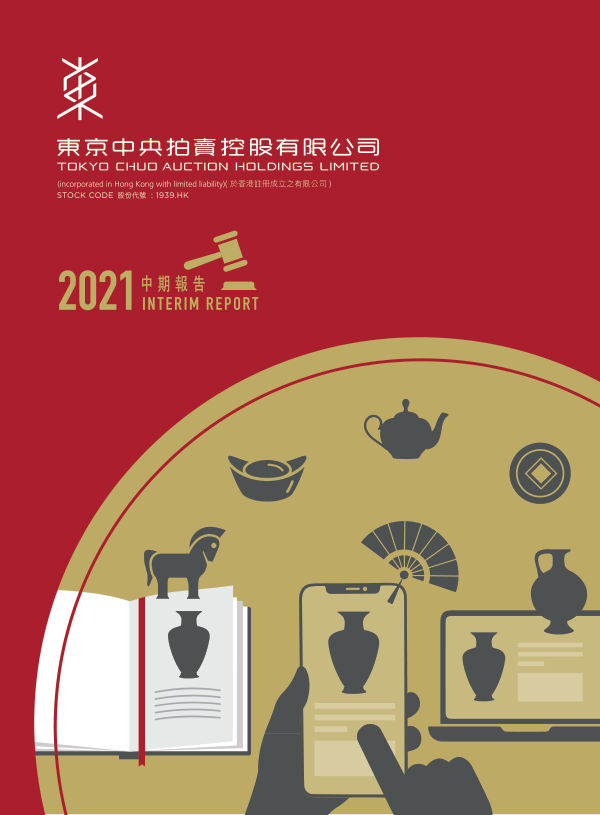 東京中央拍賣控股有限公司
TOKYO CHUO AUCTION HOLDINGS LIMITED
(incorporated in Hong Kong with limited liability)( 於香港註冊成立之有限公司 )
STOCK CODE 股份代號 : 1939.HK
2021 中期報告
INTERIM REPORT